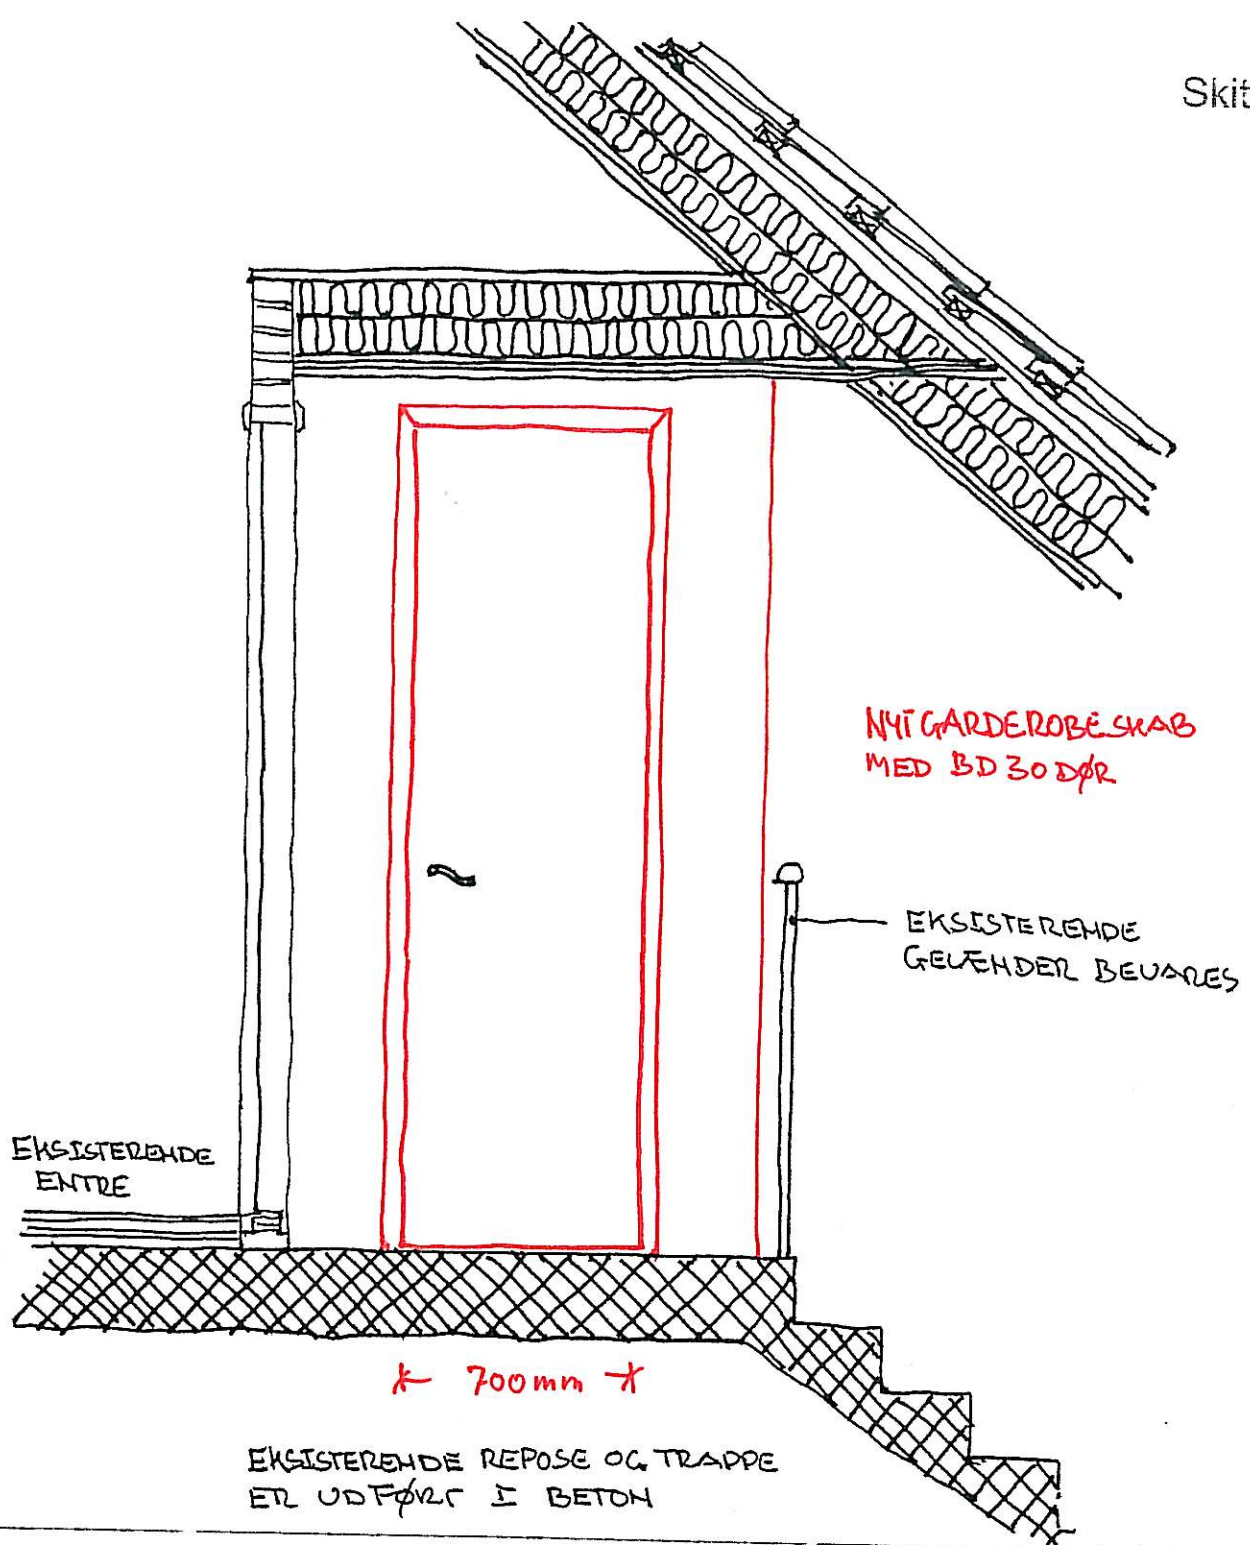 Skit
NYT GARDEROBESKAB
MED BD 30 DØR
EKSISTERENDE
GELÆNDER BEVARES
EKSISTERENDE
ENTRE
700mm
EKSISTERENDE REPOSE OG TRAPPE
ER UDFØRT I BETON